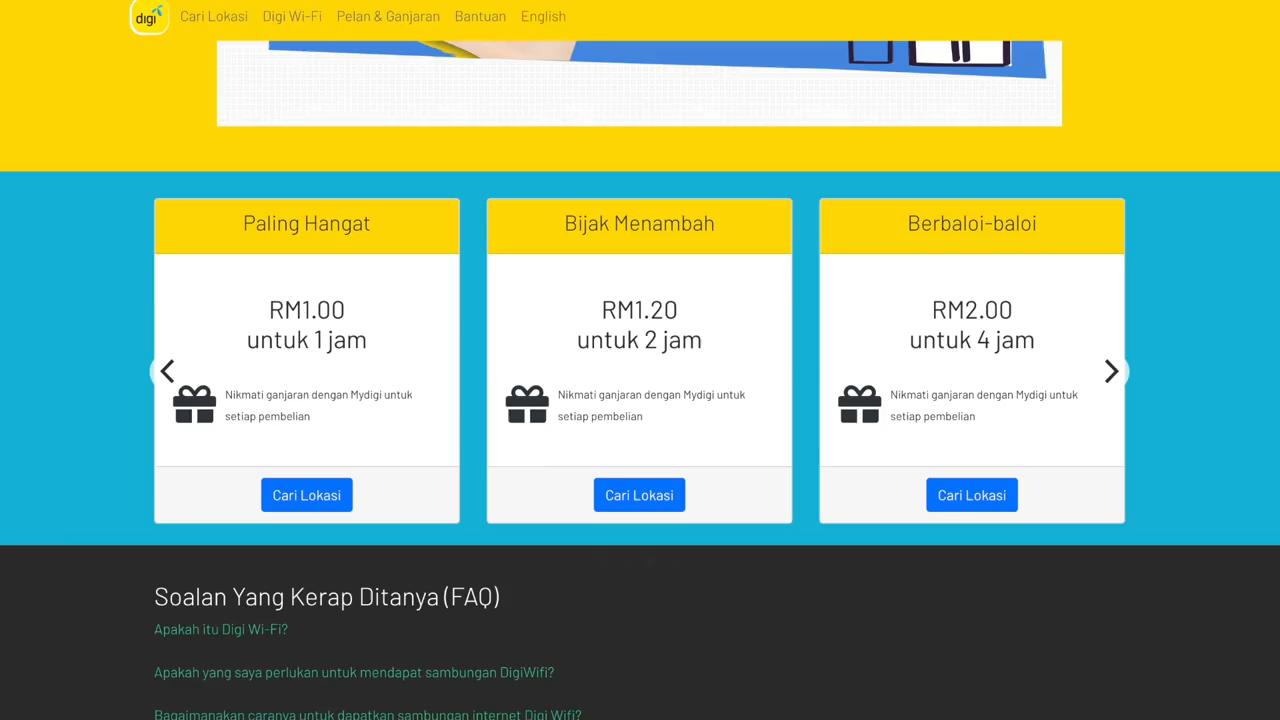 digi
Cari Lokasi
Digi Wi-Fi
Pelan & Ganjaran
Bantuan
English
Paling Hangat
RM1.00
untuk 1 jam
Nikmati ganjaran dengan Mydigi untuk
setiap pembelian
Cari Lokasi
Bijak Menambah
RM1.20
untuk 2 jam
Nikmati ganjaran dengan Mydigi untuk
setiap pembelian
Cari Lokasi
Berbaloi-baloi
RM2.00
untuk 4 jam
Nikmati ganjaran dengan Mydigi untuk
setiap pembelian
Cari Lokasi
Soalan Yang Kerap Ditanya (FAQ)
Apakah itu Digi Wi-Fi?
Apakah yang saya perlukan untuk mendapat sambungan DigiWifi?
Bagaimanakan caranya untuk dapatkan sambungan internet Digi Wifi?